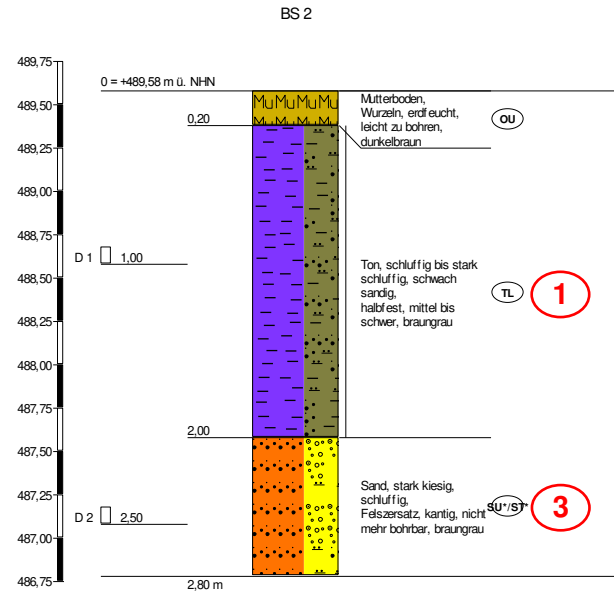 BS 2
489,75
0 = +489,58 m ü. NHN
489,50
MuMuMuMu
Mutterboden,
Wurzeln, erdfeucht,
leicht zu bohren,
dunkelbraun
OU
0,20
489,25
489,00
488,75
D 1 1,00
488,50
Ton, schluffig bis stark
schluffig, schwach
sandig,
halbfest, mittel bis
schwer, braungrau
TL
1
488,25
488,00
487,75
2,00
487,50
487,25
Sand, stark kiesig,
schluffig,
Felszersatz, kantig, nicht
mehr bohrbar, braungrau
SU*/ST*
3
D 2 2,50
487,00
486,75
2,80 m